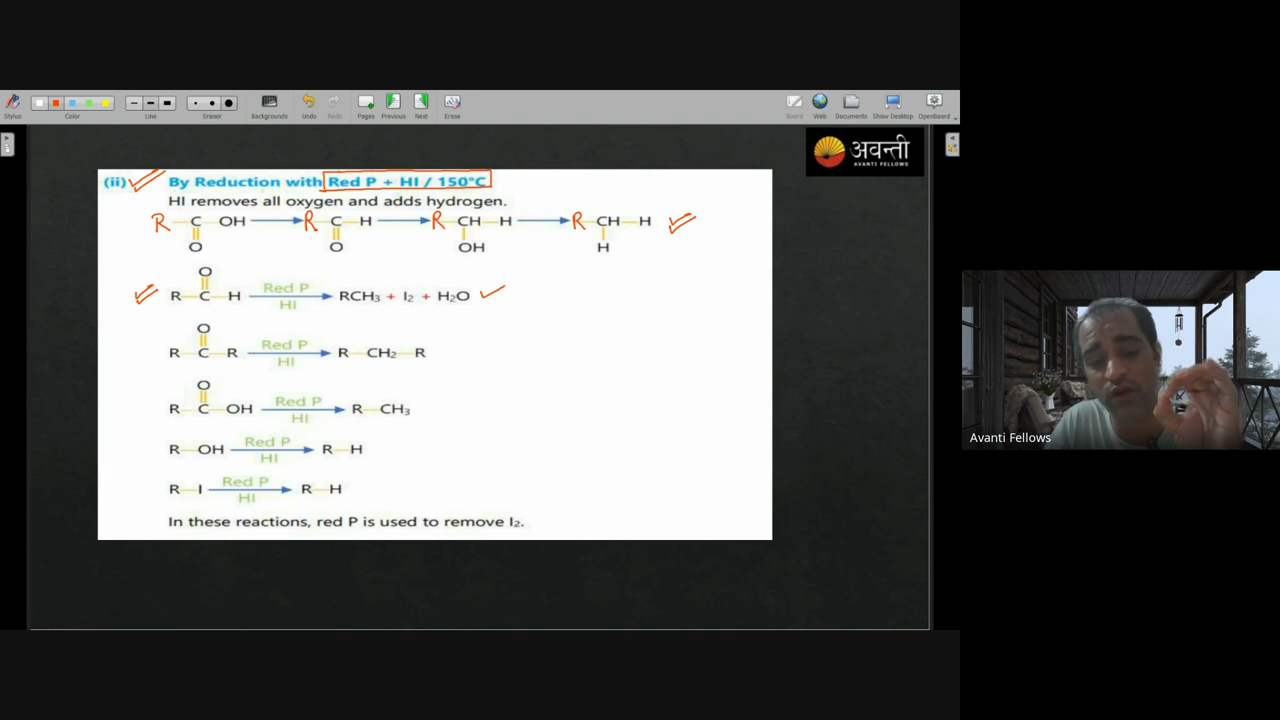 Stylus Color Line Eraser Backgrounds Undo Redo Pages Previous Next Erase Board Web Documents Show Desktop OpenBoard
अवन्ती
AVANTI FELLOWS
(ii) By Reduction with Red P + HI / 150°C
HI removes all oxygen and adds hydrogen.
R C OH R C H R CH H R CH H
O O OH H
O
R C H Red P HI RCH₃ + I₂ + H₂O
O
R C R Red P HI R CH₂ R
O
R C OH Red P HI R CH₃
R OH Red P HI R H
R I Red P HI R H
In these reactions, red P is used to remove I₂.
Avanti Fellows